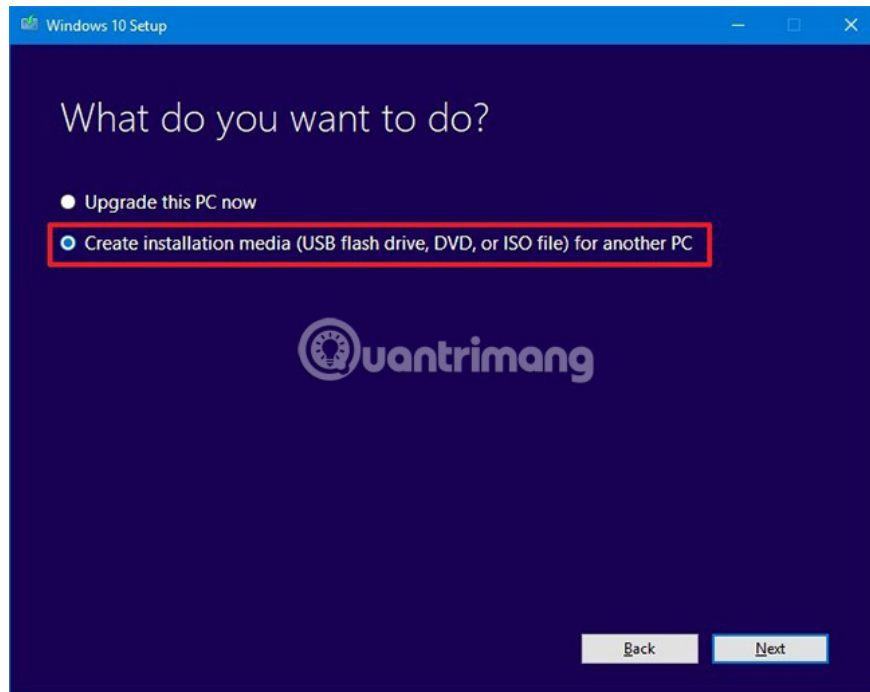 Windows 10 Setup
What do you want to do?
Upgrade this PC now
Create installation media (USB flash drive, DVD, or ISO file) for another PC
Quantrimang
Back
Next